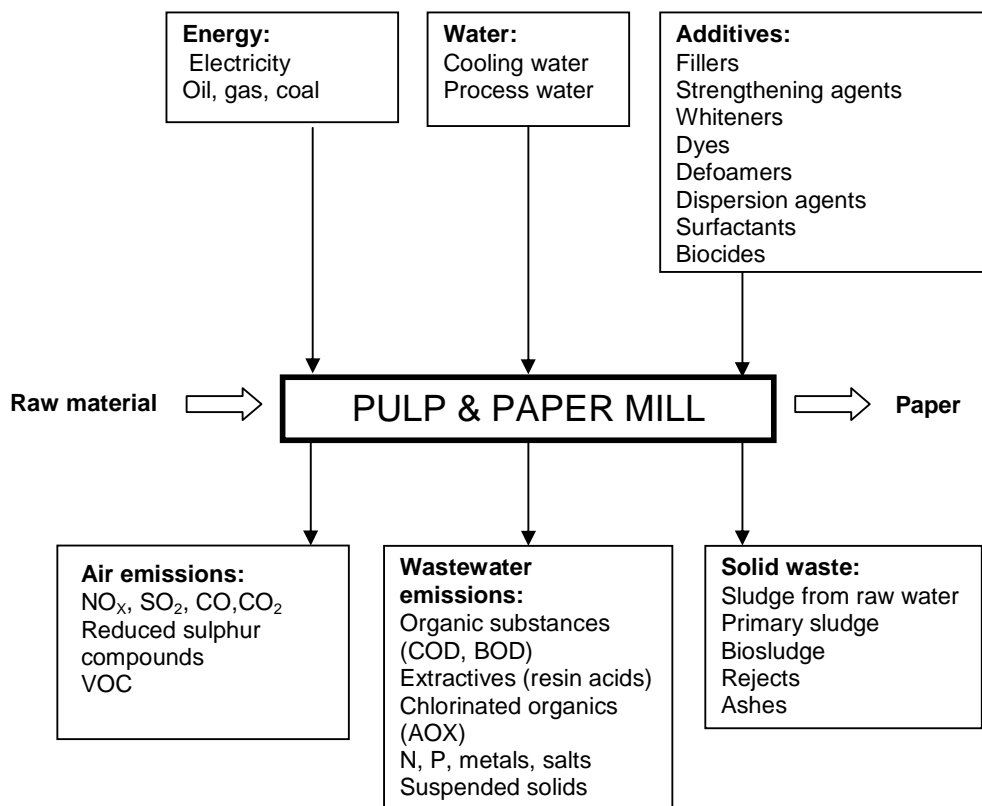 Energy:
Electricity
Oil, gas, coal
Water:
Cooling water
Process water
Additives:
Fillers
Strengthening agents
Whiteners
Dyes
Defoamers
Dispersion agents
Surfactants
Biocides
Raw material
PULP & PAPER MILL
Paper
Air emissions:
NOX, SO2, CO,CO2
Reduced sulphur
compounds
VOC
Wastewater
emissions:
Organic substances
(COD, BOD)
Extractives (resin acids)
Chlorinated organics
(AOX)
N, P, metals, salts
Suspended solids
Solid waste:
Sludge from raw water
Primary sludge
Biosludge
Rejects
Ashes